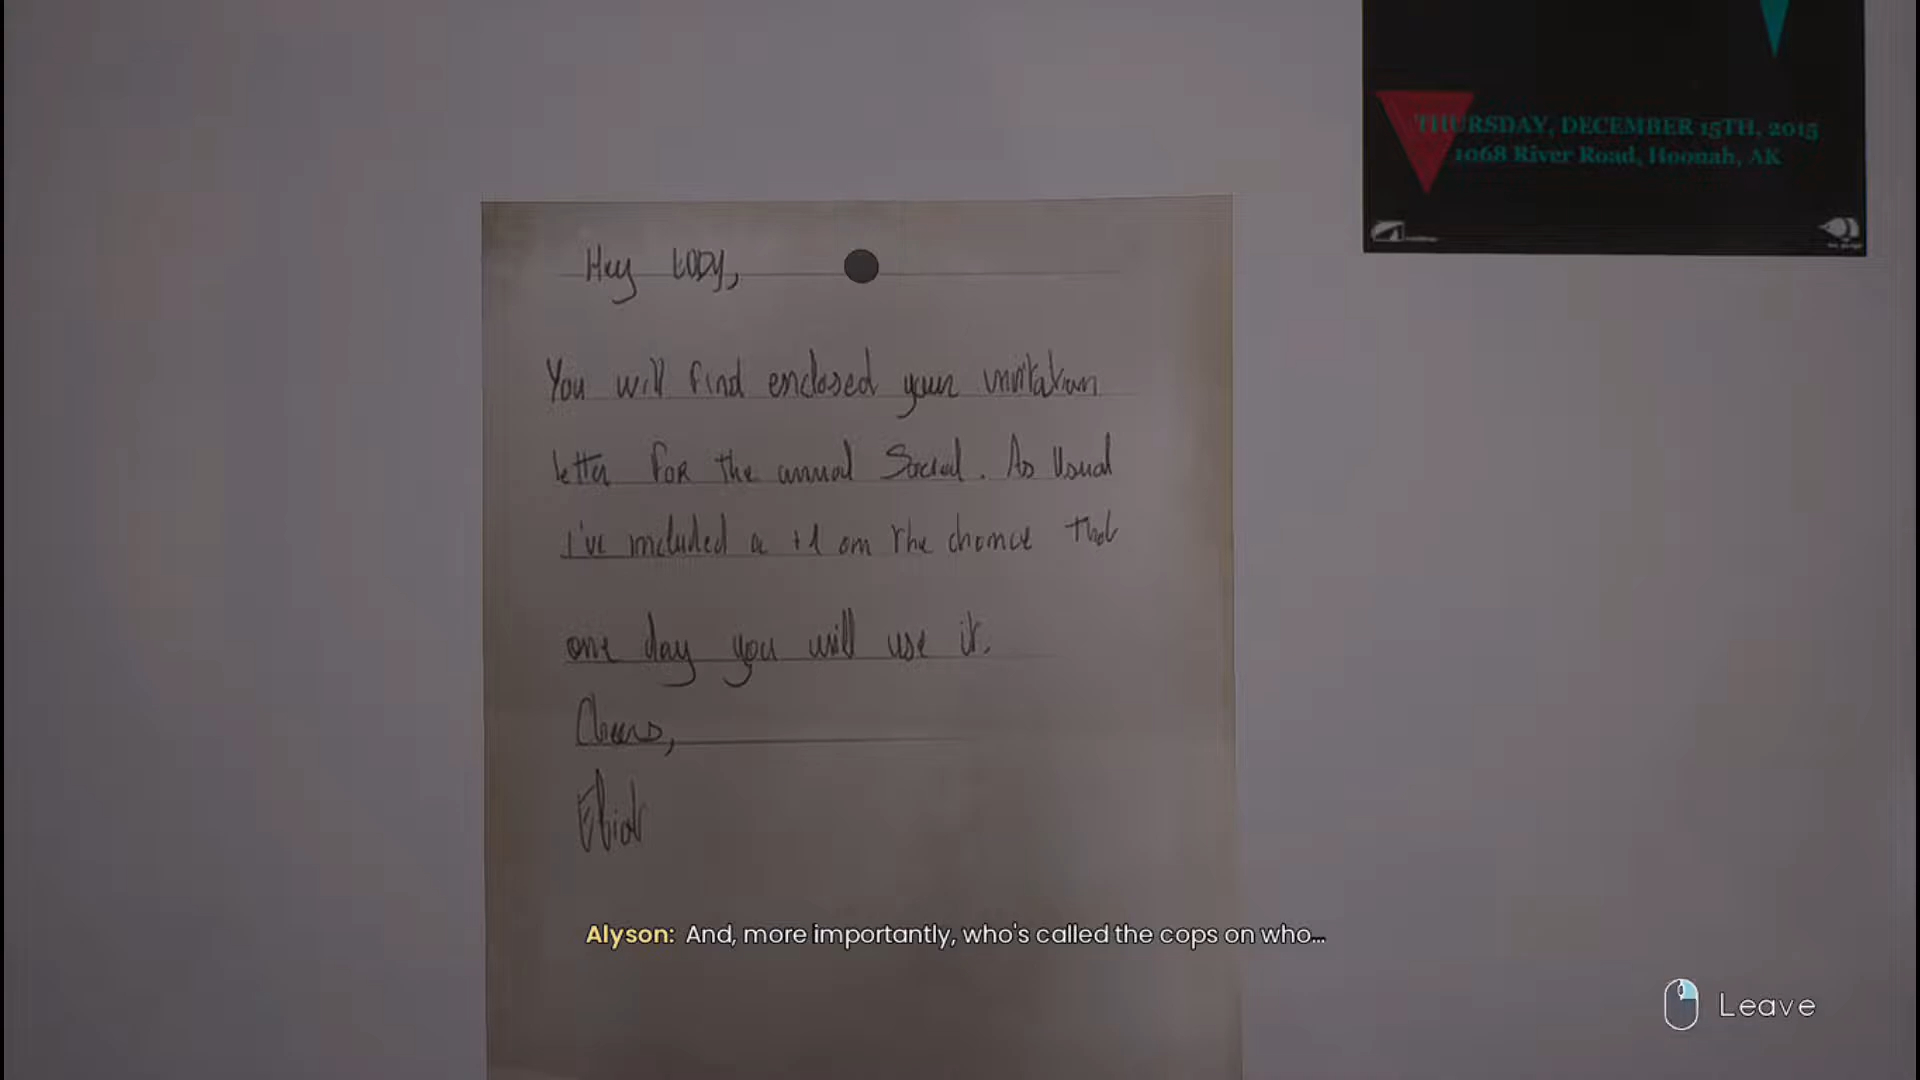 THURSDAY, DECEMBER 15TH, 2015
1068 River Road, Hoonah, AK
Hey
You will find enclosed your invitation
letter for the annual Social. As Usual
I've included a +1 on the chance that
one day you will use it.
Cheers,
Eliot
Alyson: And, more importantly, who's called the cops on who...
Leave